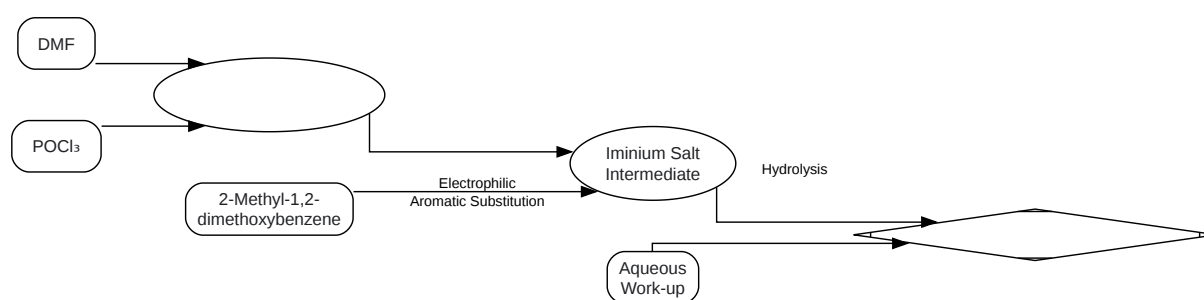 DMF
POCl₃
2-Methyl-1,2-
dimethoxybenzene
Electrophilic
Aromatic Substitution
Iminium Salt
Intermediate
Hydrolysis
Aqueous
Work-up